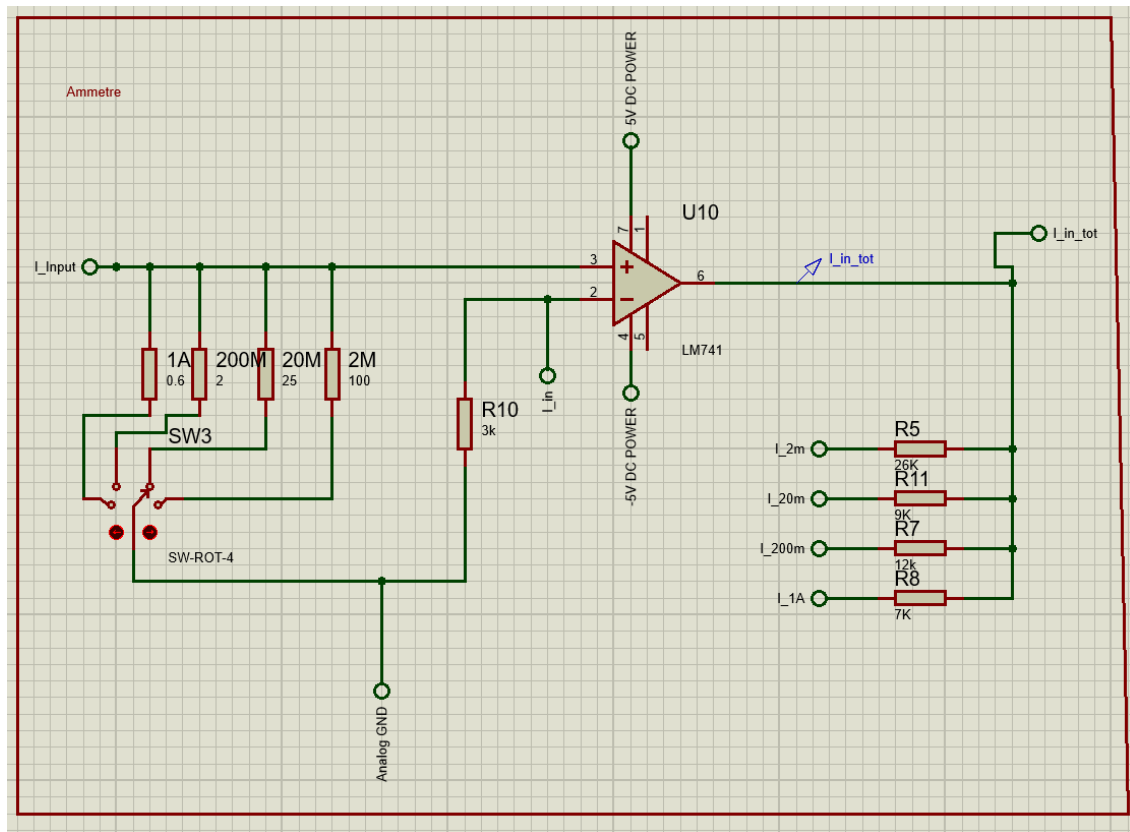 Ammetre
5V DC POWER
U10
7
1
I_Input
3
2
6
4
5
LM741
I_in_tot
I_in_tot
1A
0.6
200M
2
20M
25
2M
100
SW3
SW-ROT-4
R10
3k
I_in
-5V DC POWER
Analog GND
I_2m
R5
26K
I_20m
R11
9K
I_200m
R7
12k
I_1A
R8
7K